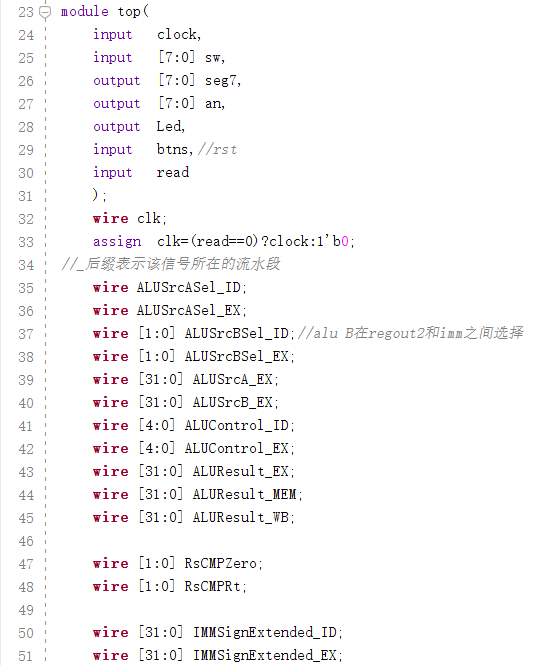 23 module top(
24 input clock,
25 input [7:0] sw,
26 output [7:0] seg7,
27 output [7:0] an,
28 output Led,
29 input btns,//rst
30 input read
31 );
32 wire clk;
33 assign clk=(read==0)?clock:1'b0;
34 //_后缀表示该信号所在的流水段
35 wire ALUSrcASel_ID;
36 wire ALUSrcASel_EX;
37 wire [1:0] ALUSrcBSel_ID;//alu B在regout2和imm之间选择
38 wire [1:0] ALUSrcBSel_EX;
39 wire [31:0] ALUSrcA_EX;
40 wire [31:0] ALUSrcB_EX;
41 wire [4:0] ALUControl_ID;
42 wire [4:0] ALUControl_EX;
43 wire [31:0] ALUResult_EX;
44 wire [31:0] ALUResult_MEM;
45 wire [31:0] ALUResult_WB;
46
47 wire [1:0] RsCMPZero;
48 wire [1:0] RsCMPRt;
49
50 wire [31:0] IMMSignExtended_ID;
51 wire [31:0] IMMSignExtended_EX;